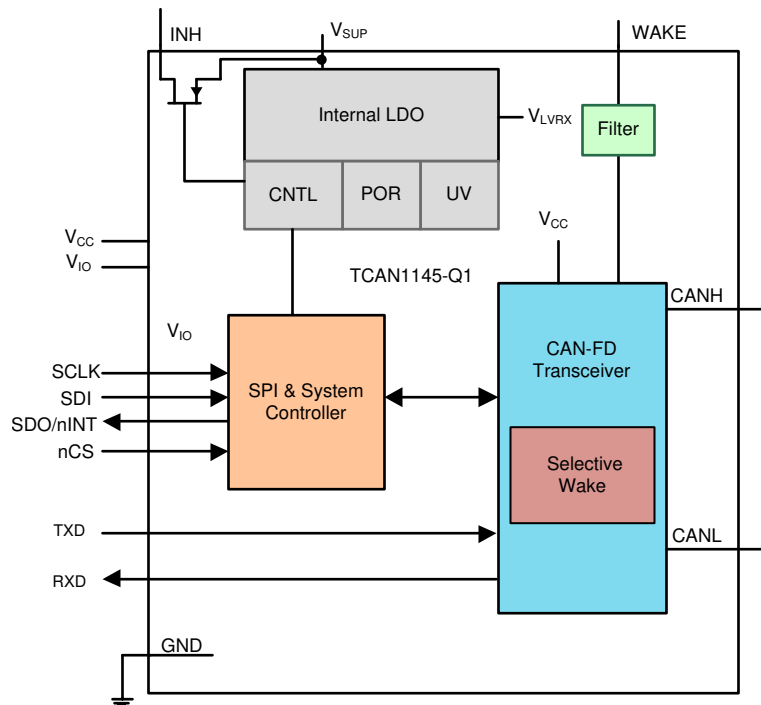 INH
VSUP
WAKE
Internal LDO
VLVRX
Filter
CNTL
POR
UV
VCC
VCC
VIO
TCAN1145-Q1
CANH
VIO
SCLK
SDI
SDO/nINT
nCS
SPI & System
Controller
CAN-FD
Transceiver
Selective
Wake
TXD
CANL
RXD
GND